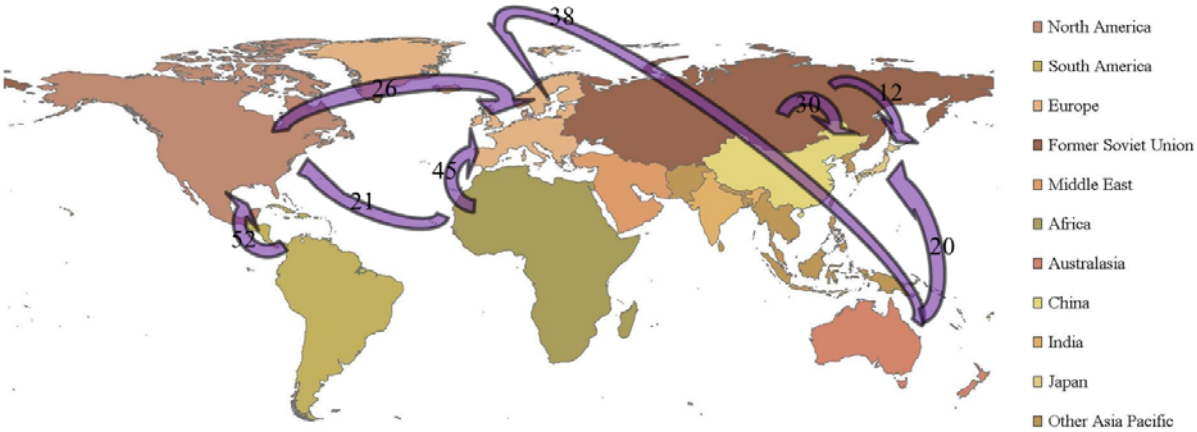 38
26
30
12
45
21
52
20
North America
South America
Europe
Former Soviet Union
Middle East
Africa
Australasia
China
India
Japan
Other Asia Pacific